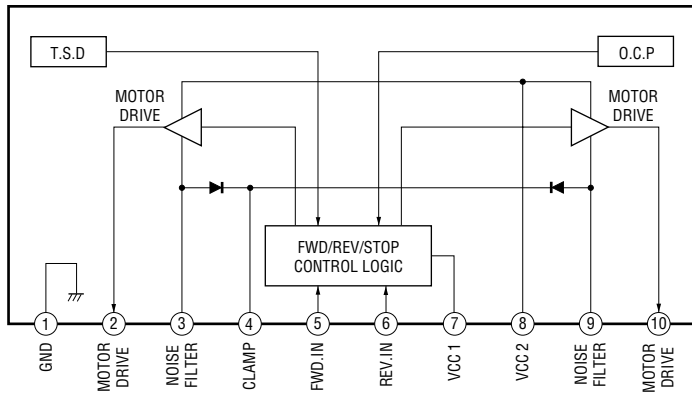 T.S.D
O.C.P
MOTOR
DRIVE
MOTOR
DRIVE
FWD/REV/STOP
CONTROL LOGIC
1
2
3
4
5
6
7
8
9
10
GND
MOTOR
DRIVE
NOISE
FILTER
CLAMP
FWD.IN
REV.IN
VCC 1
VCC 2
NOISE
FILTER
MOTOR
DRIVE